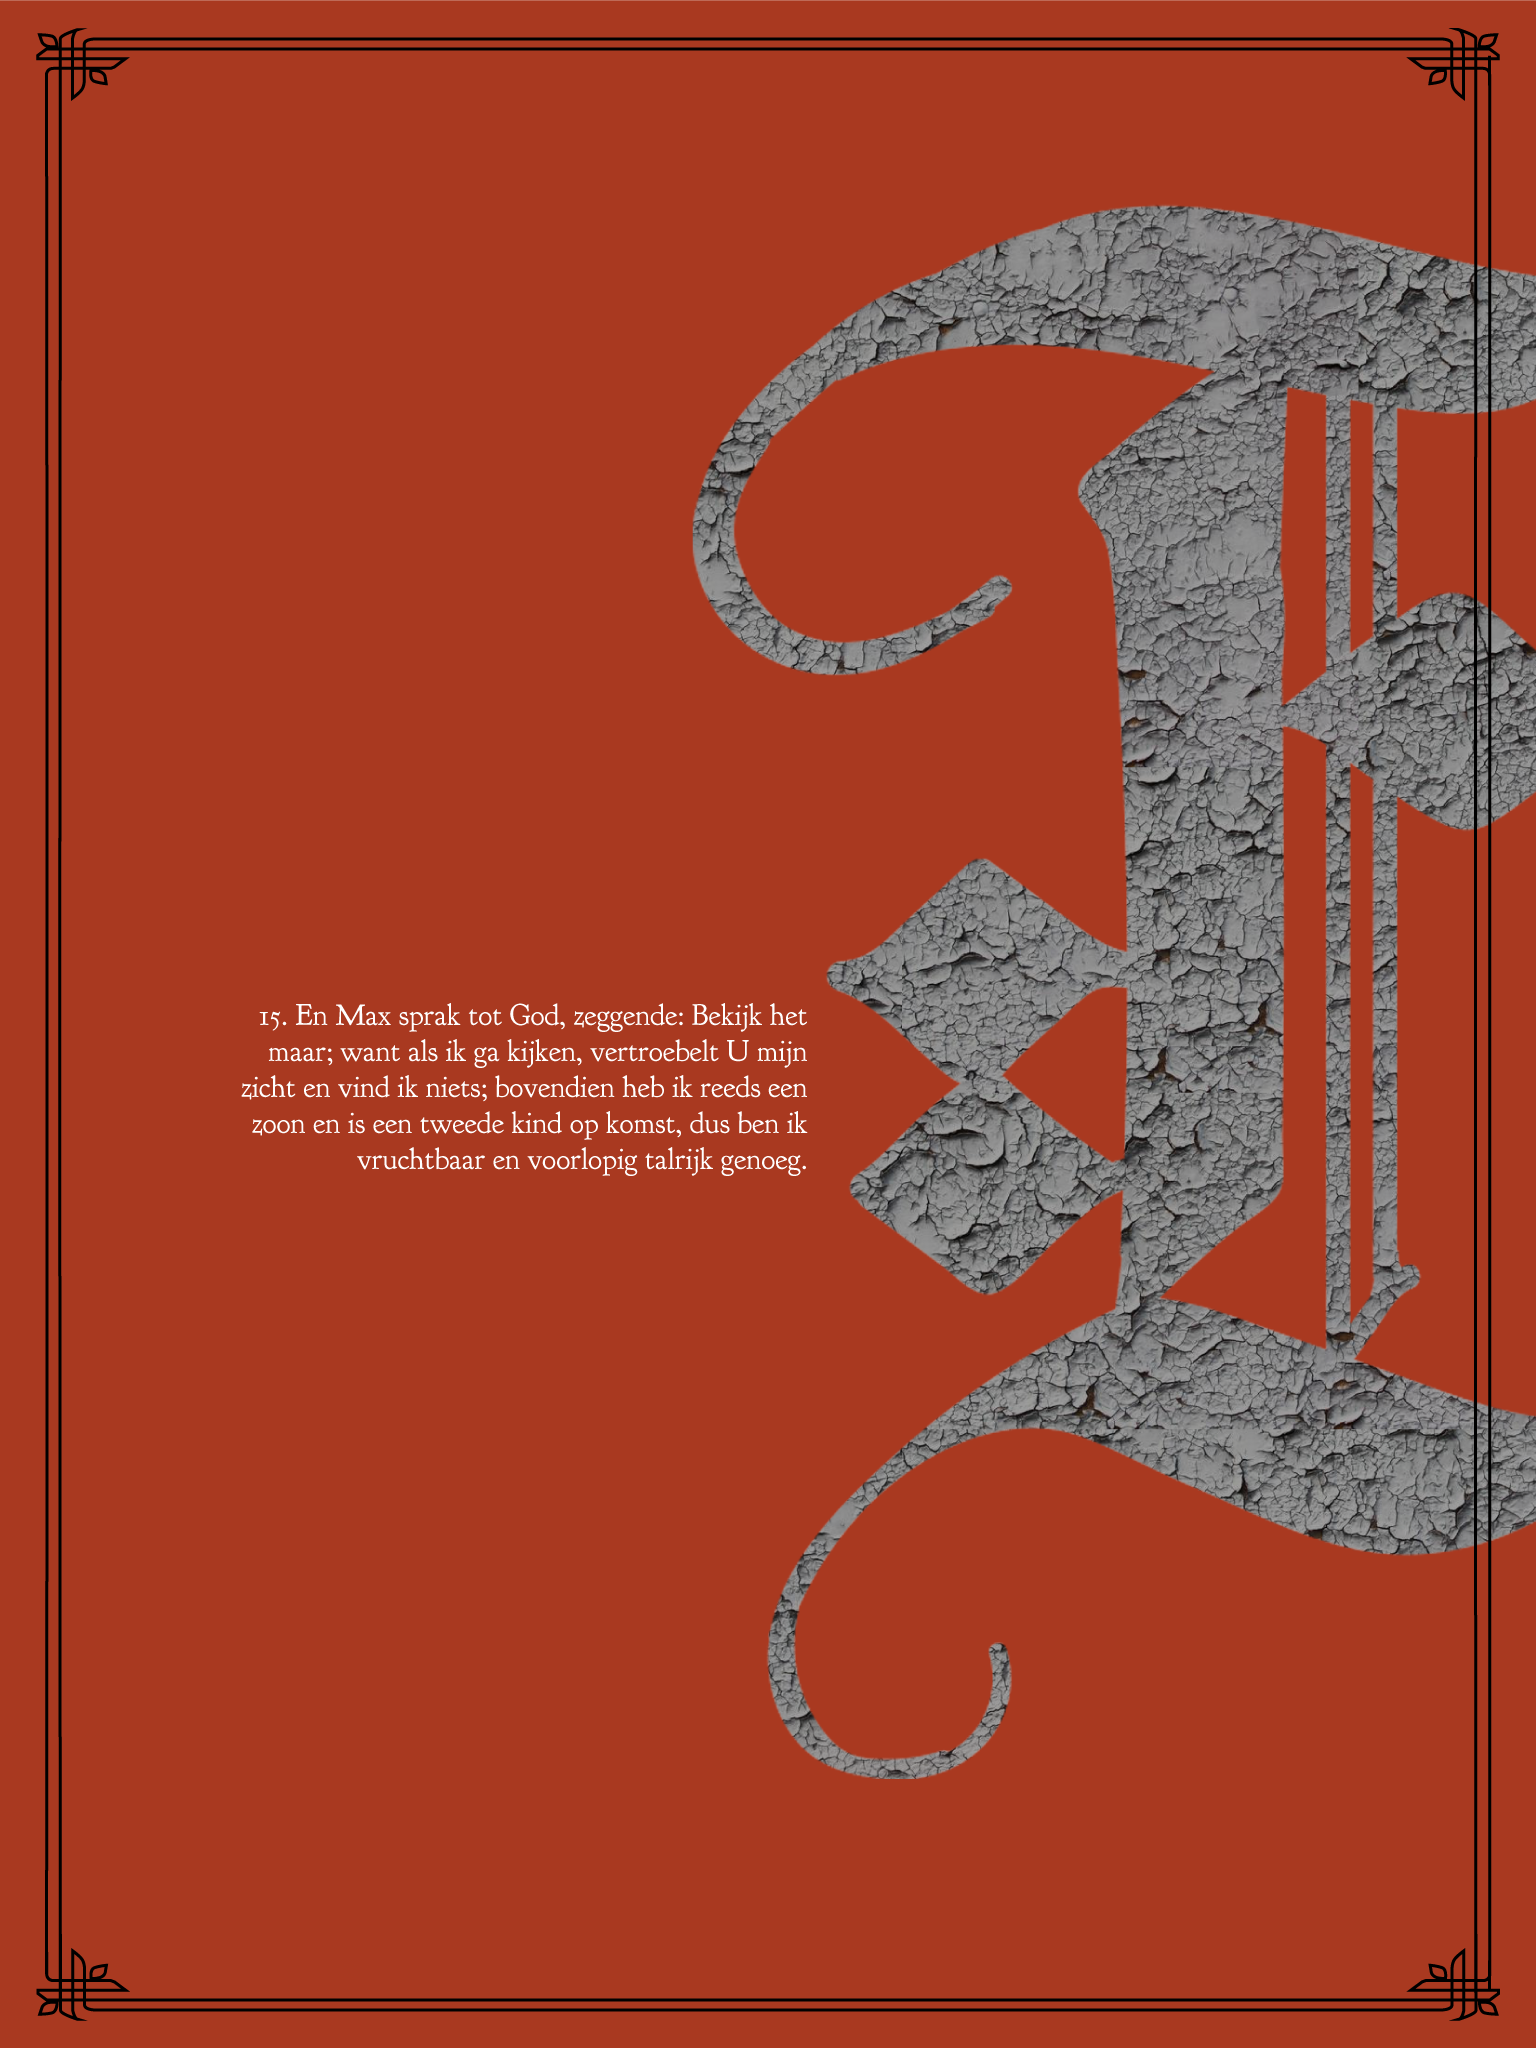 15. En Max sprak tot God, zeggende: Bekijk het
maar; want als ik ga kijken, vertroebelt U mijn
zicht en vind ik niets; bovendien heb ik reeds een
zoon en is een tweede kind op komst, dus ben ik
vruchtbaar en voorlopig talrijk genoeg.